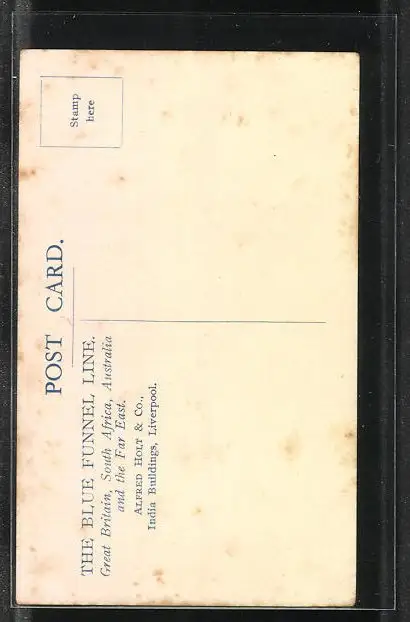 POST CARD.
Stamp
here
THE BLUE FUNNEL LINE.
Great Britain, South Africa, Australia
and the Far East.
ALFRED HOLT & Co.,
India Buildings, Liverpool.